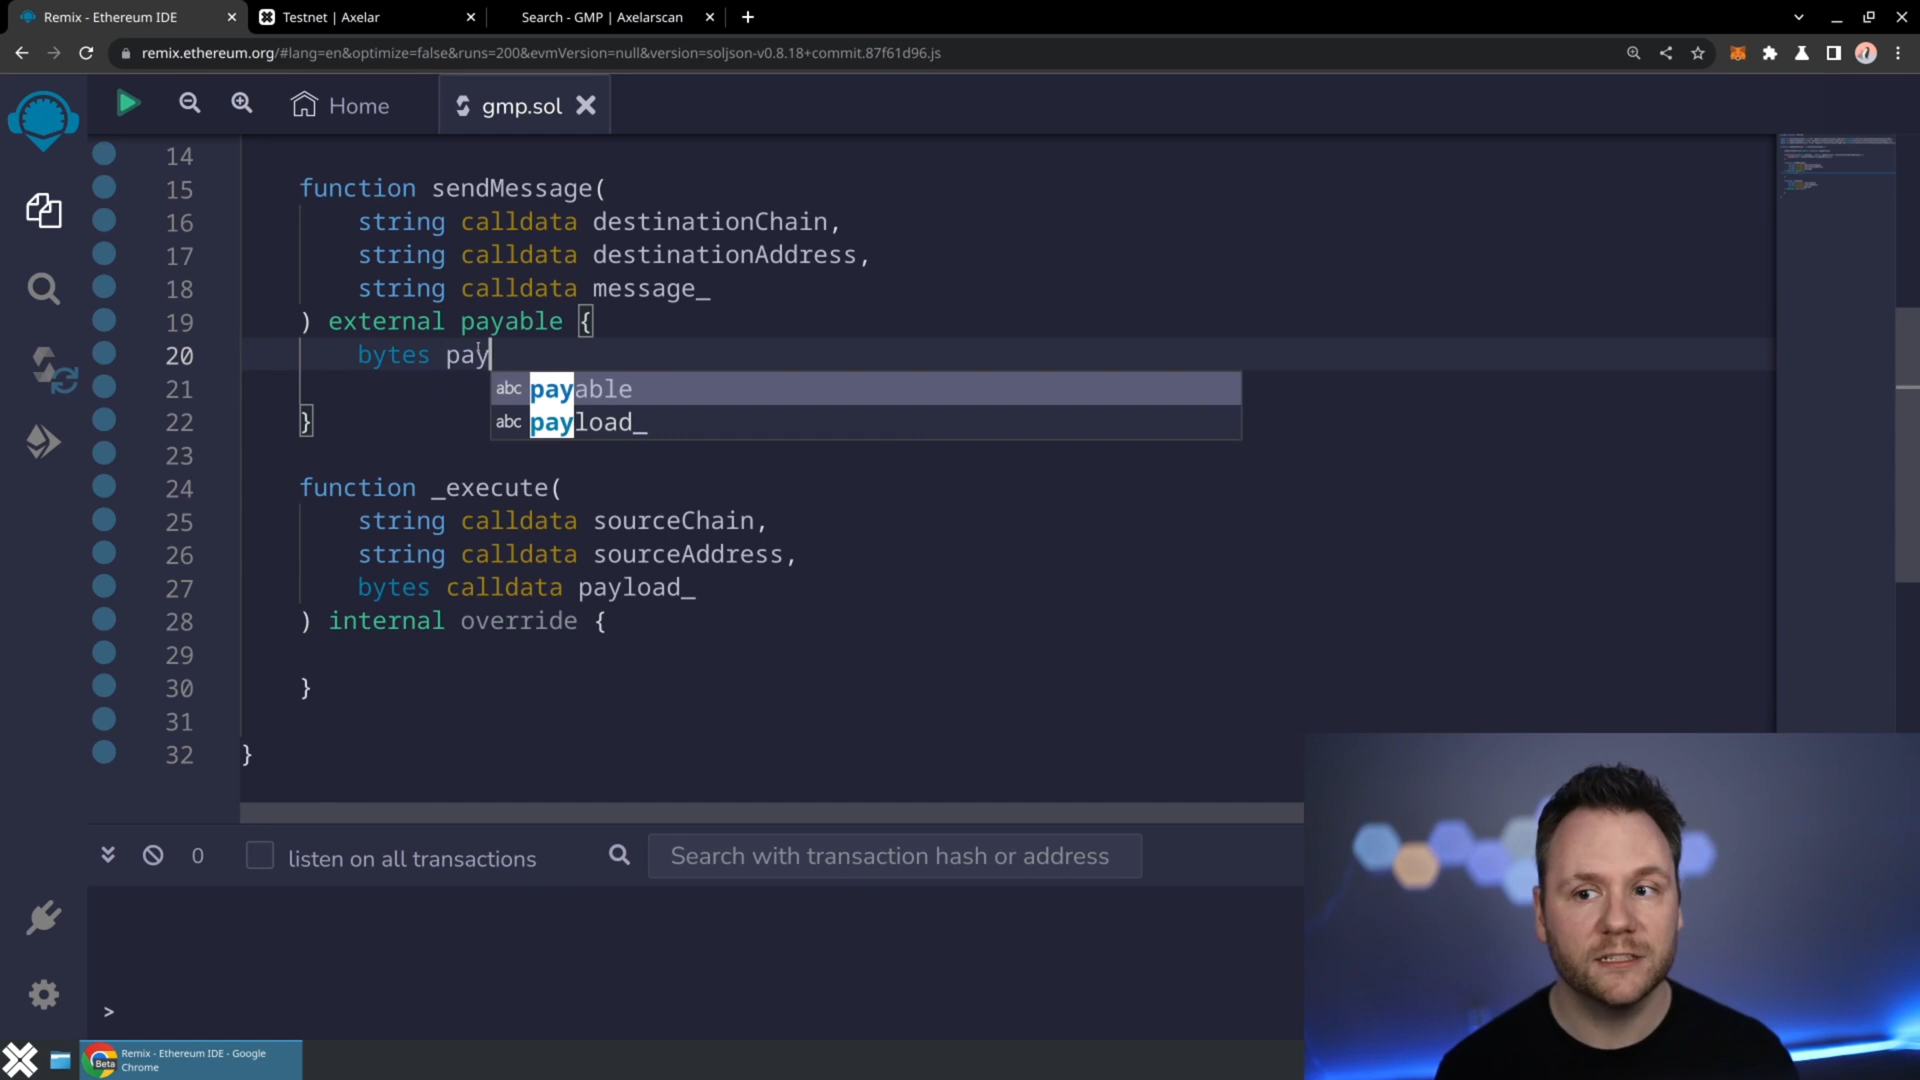 Remix - Ethereum IDE
Testnet | Axelar
Search - GMP | Axelarscan
remix.ethereum.org/#lang=en&optimize=false&runs=200&evmVersion=null&version=soljson-v0.8.18+commit.87f61d96.js
Home
gmp.sol
14
15 function sendMessage(
16 string calldata destinationChain,
17 string calldata destinationAddress,
18 string calldata message_
19 ) external payable {
20 bytes pay
21 abc payable
22 } abc payload_
23
24 function _execute(
25 string calldata sourceChain,
26 string calldata sourceAddress,
27 bytes calldata payload_
28 ) internal override {
29
30 }
31
32 }
0 listen on all transactions Search with transaction hash or address
>
Beta
Remix - Ethereum IDE - Google
Chrome